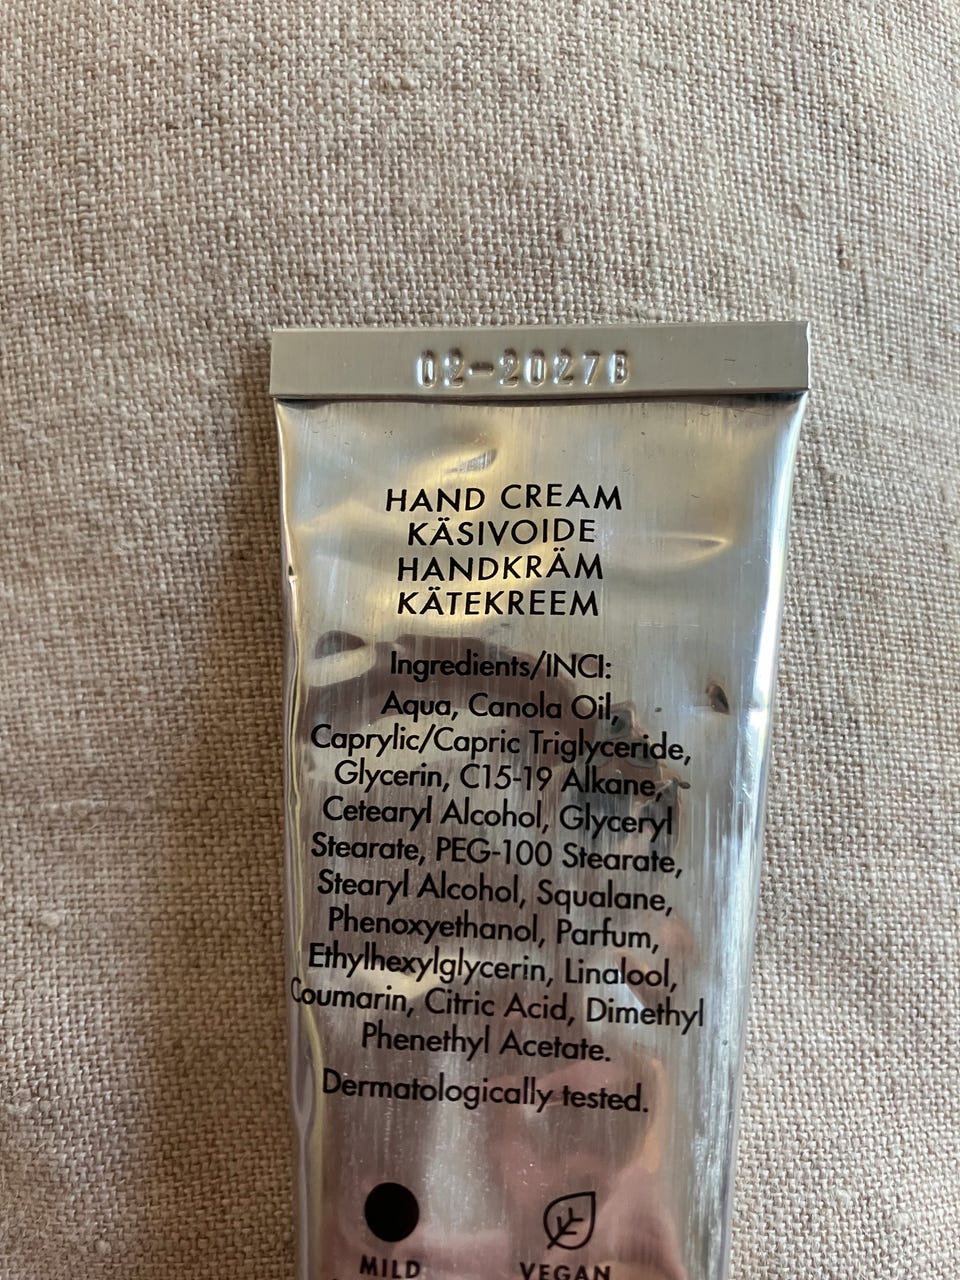 02-2027B
HAND CREAM
KÄSIVOIDE
HANDKRÄM
KÄTEKREEM
Ingredients/INCI:
Aqua, Canola Oil,
Caprylic/Capric Triglyceride,
Glycerin, C15-19 Alkane,
Cetearyl Alcohol, Glyceryl
Stearate, PEG-100 Stearate,
Stearyl Alcohol, Squalane,
Phenoxyethanol, Parfum,
Ethylhexylglycerin, Linalool,
Coumarin, Citric Acid, Dimethyl
Phenethyl Acetate.
Dermatologically tested.
MILD VEGAN